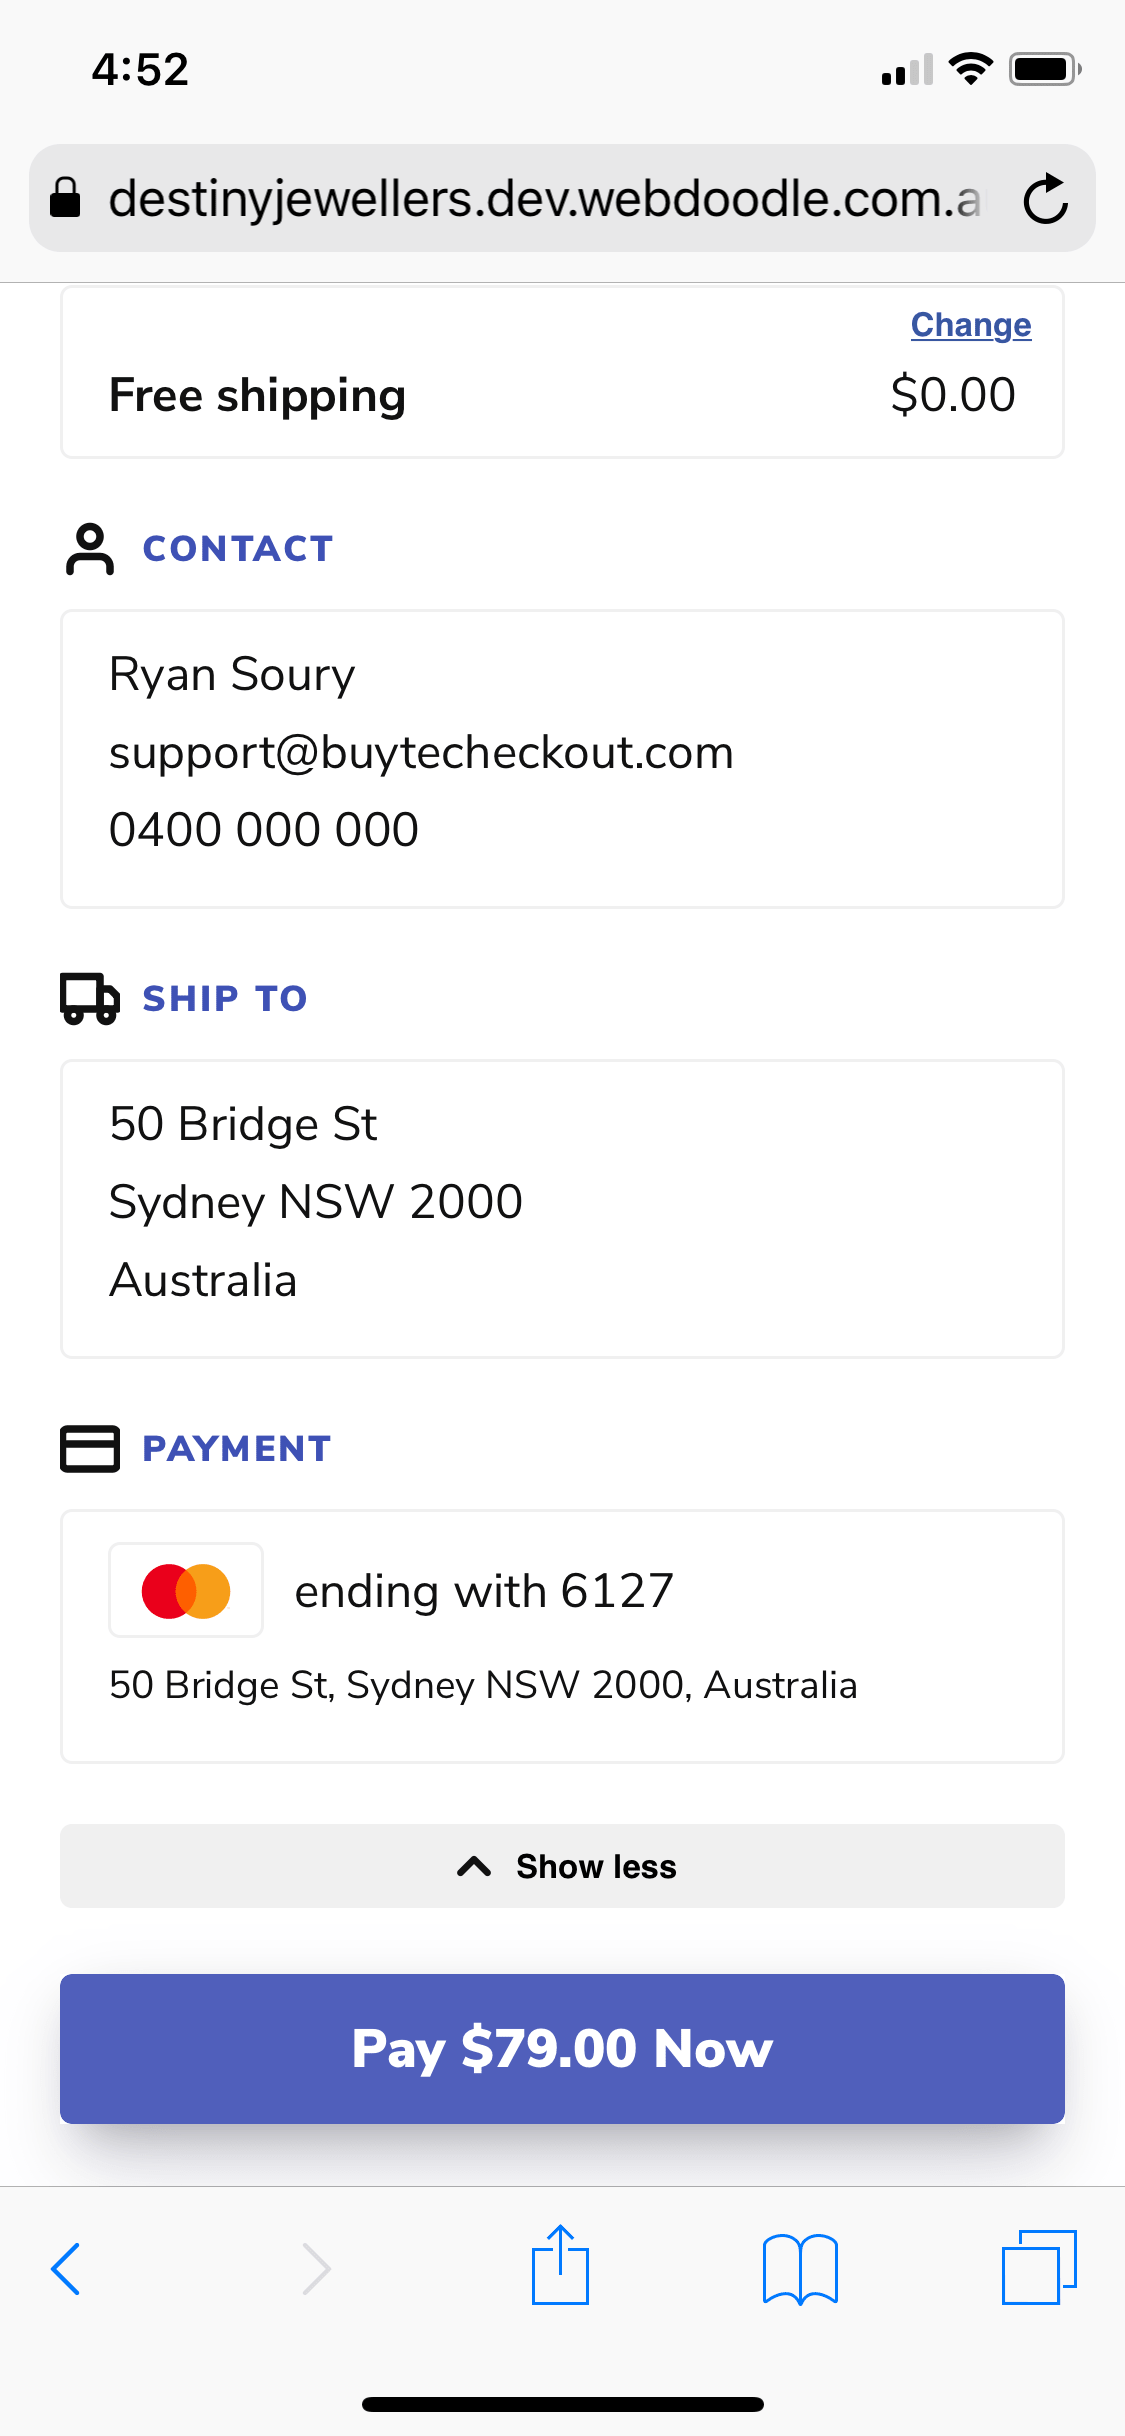 4:52
destinyjewellers.dev.webdoodle.com.a
Change
Free shipping $0.00
CONTACT
Ryan Soury
support@buytecheckout.com
0400 000 000
SHIP TO
50 Bridge St
Sydney NSW 2000
Australia
PAYMENT
ending with 6127
50 Bridge St, Sydney NSW 2000, Australia
Show less
Pay $79.00 Now